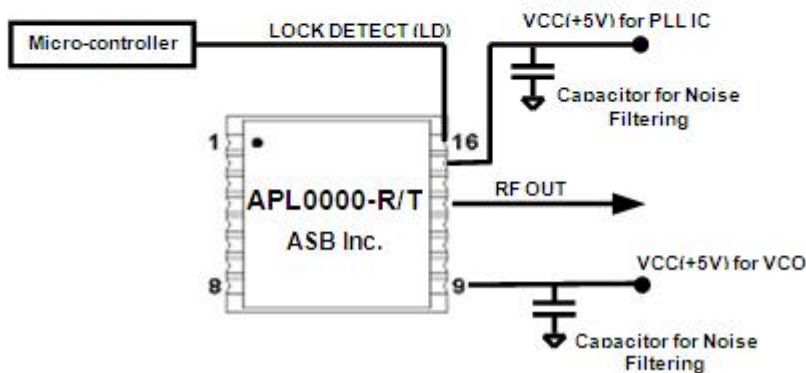 Micro-controller
LOCK DETECT (LD)
VCC(+5V) for PLL IC
Capacitor for Noise
Filtering
1
16
APL0000-R/T
ASB Inc.
RF OUT
8
9
VCC(+5V) for VCO
Capacitor for Noise
Filtering